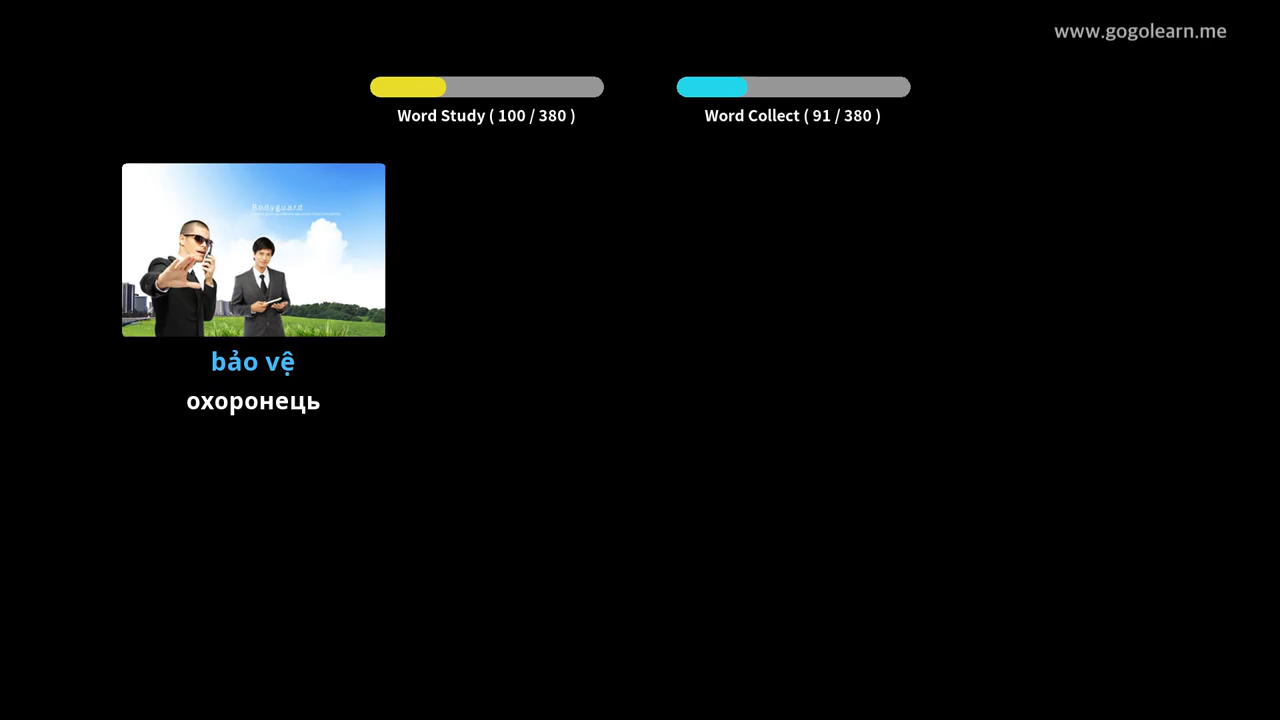 www.gogolearn.me
Word Study ( 100 / 380 )
Word Collect ( 91 / 380 )
Bodyguard
bảo vệ
охоронець